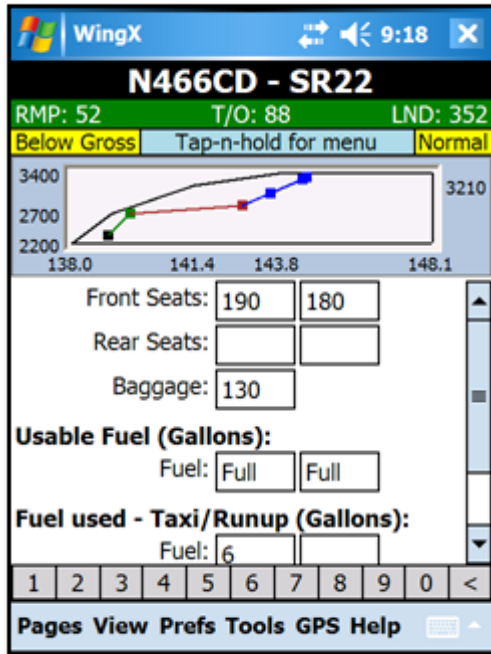 WingX 9:18
N466CD - SR22
RMP: 52 T/O: 88 LND: 352
Below Gross Tap-n-hold for menu Normal
3400
3210
2700
2200
138.0 141.4 143.8 148.1
Front Seats: 190 180
Rear Seats:
Baggage: 130
Usable Fuel (Gallons):
Fuel: Full Full
Fuel used - Taxi/Runup (Gallons):
Fuel: 6
1 2 3 4 5 6 7 8 9 0 <
Pages View Prefs Tools GPS Help